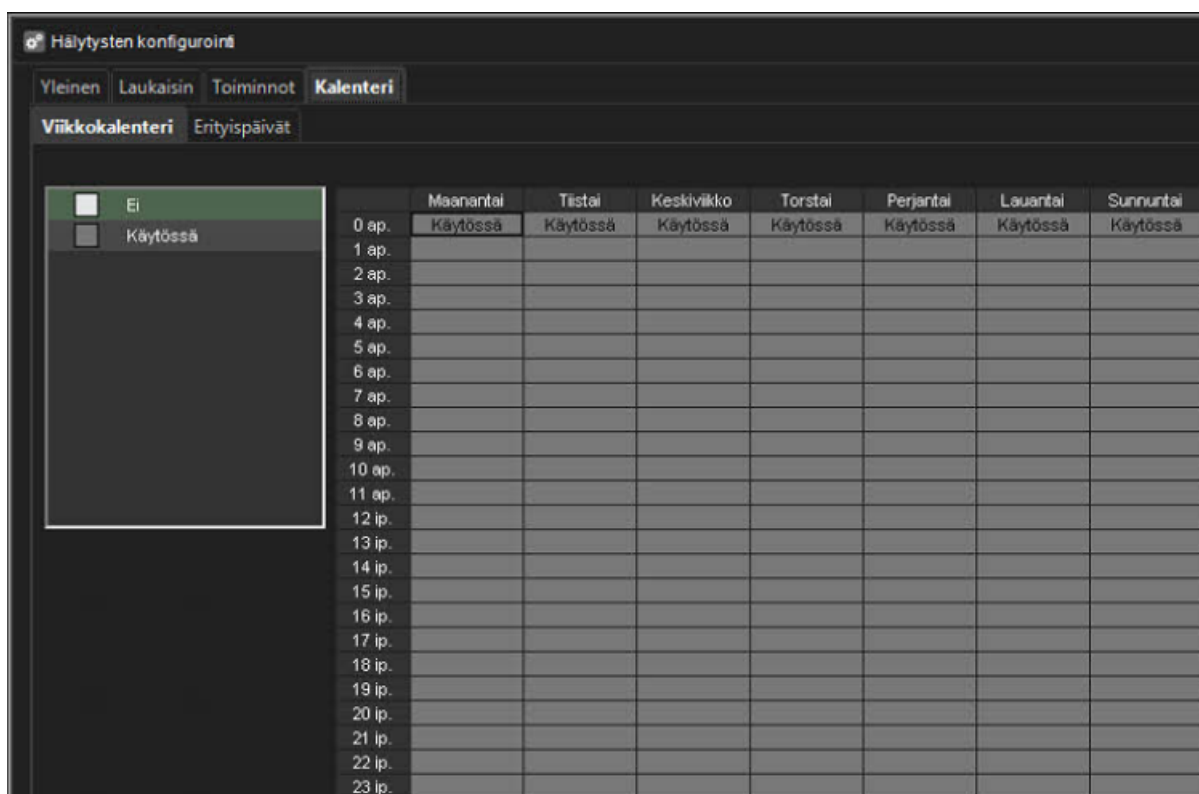 Hälytysten konfigurointi
Yleinen Laukaisin Toiminnot Kalenteri
Viikkokalenteri Erityispäivät
Ei
Käytössä
Maanantai Tiistai Keskiviikko Torstai Perjantai Lauantai Sunnuntai
0 ap. Käytössä Käytössä Käytössä Käytössä Käytössä Käytössä Käytössä
1 ap.
2 ap.
3 ap.
4 ap.
5 ap.
6 ap.
7 ap.
8 ap.
9 ap.
10 ap.
11 ap.
12 ip.
13 ip.
14 ip.
15 ip.
16 ip.
17 ip.
18 ip.
19 ip.
20 ip.
21 ip.
22 ip.
23 ip.